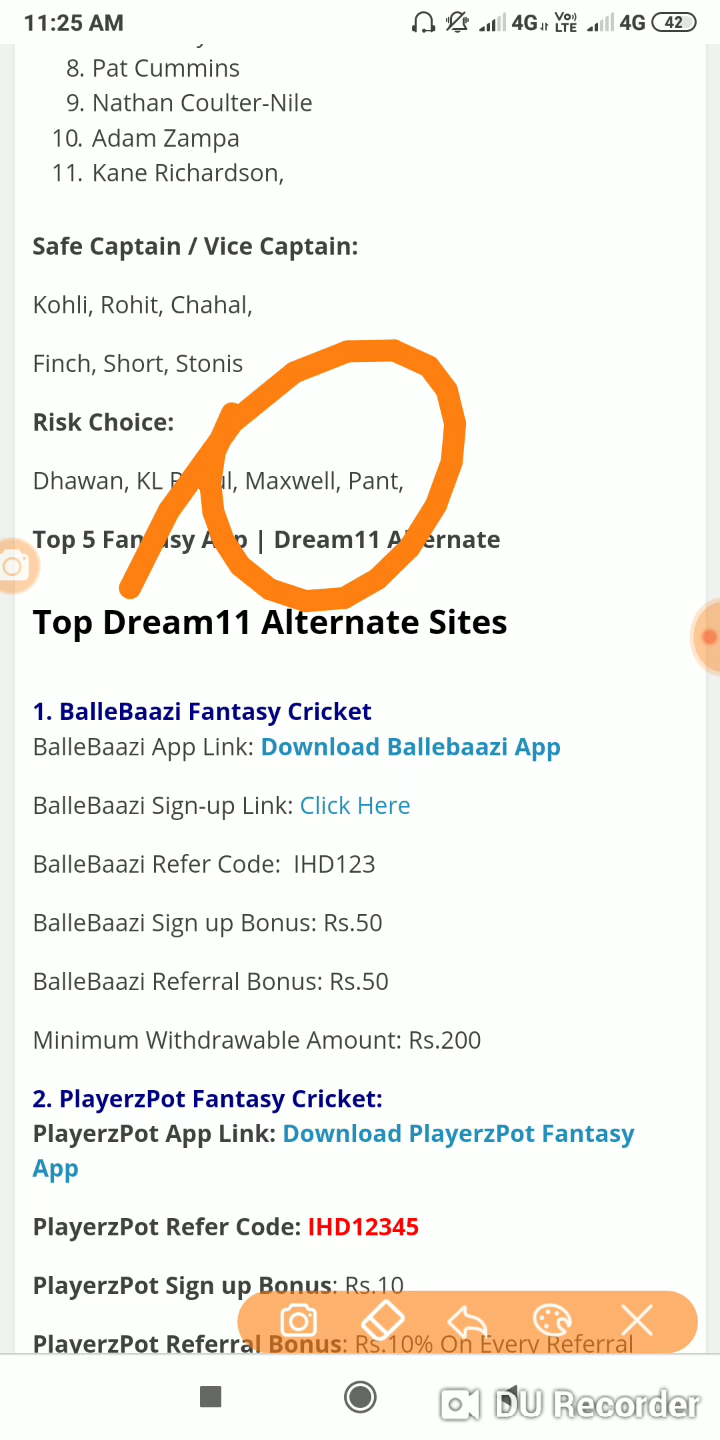 11:25 AM 4G VoLTE 4G 42
8. Pat Cummins
9. Nathan Coulter-Nile
10. Adam Zampa
11. Kane Richardson,
Safe Captain / Vice Captain:
Kohli, Rohit, Chahal,
Finch, Short, Stonis
Risk Choice:
Dhawan, KL Maxwell, Pant,
Top 5 | Dream11
Top Dream11 Alternate Sites
1. BalleBaazi Fantasy Cricket
BalleBaazi App Link: Download Ballebaazi App
BalleBaazi Sign-up Link: Click Here
BalleBaazi Refer Code: IHD123
BalleBaazi Sign up Bonus: Rs.50
BalleBaazi Referral Bonus: Rs.50
Minimum Withdrawable Amount: Rs.200
2. PlayerzPot Fantasy Cricket:
PlayerzPot App Link: Download PlayerzPot Fantasy
App
PlayerzPot Refer Code: IHD12345
PlayerzPot Sign up Bonus: Rs.10
PlayerzPot Referral Bonus: Rs.10% On Every Referral
DU Recorder